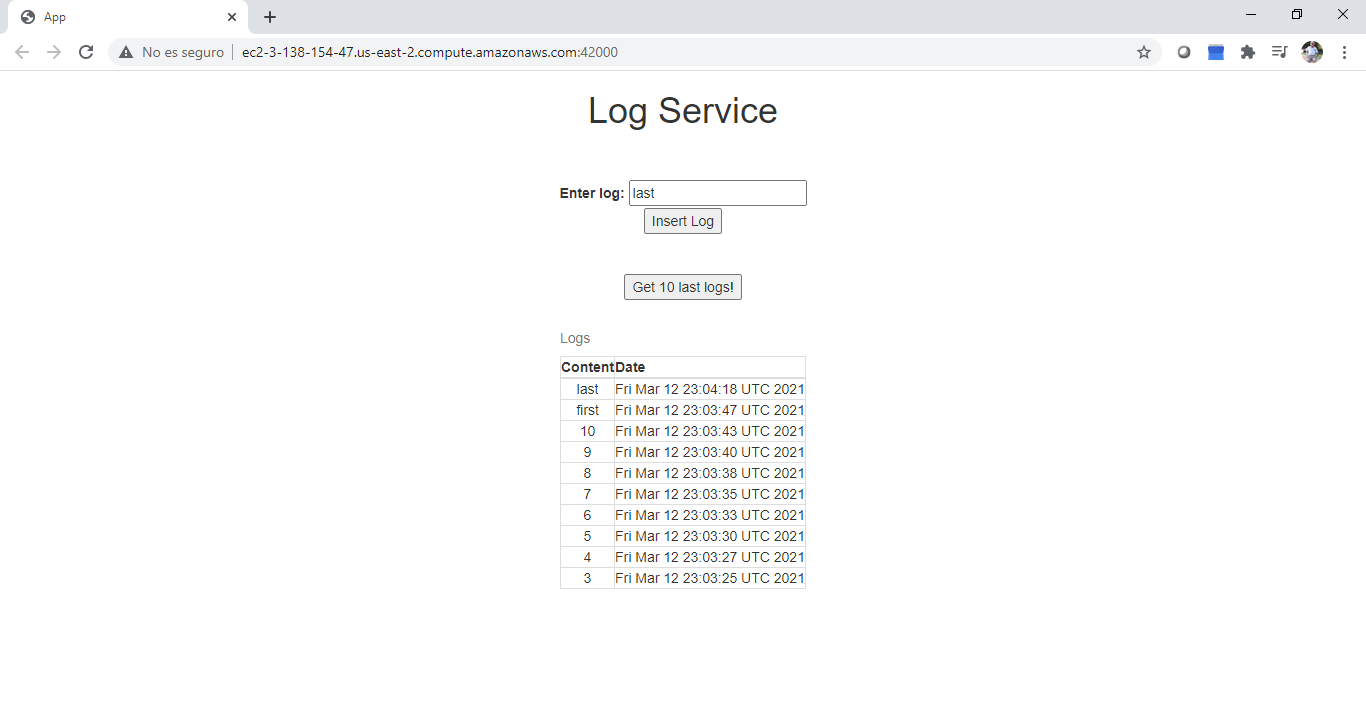 App
No es seguro ec2-3-138-154-47.us-east-2.compute.amazonaws.com:42000
Log Service
Enter log: last
Insert Log
Get 10 last logs!
Logs
Content Date
last Fri Mar 12 23:04:18 UTC 2021
first Fri Mar 12 23:03:47 UTC 2021
10 Fri Mar 12 23:03:43 UTC 2021
9 Fri Mar 12 23:03:40 UTC 2021
8 Fri Mar 12 23:03:38 UTC 2021
7 Fri Mar 12 23:03:35 UTC 2021
6 Fri Mar 12 23:03:33 UTC 2021
5 Fri Mar 12 23:03:30 UTC 2021
4 Fri Mar 12 23:03:27 UTC 2021
3 Fri Mar 12 23:03:25 UTC 2021